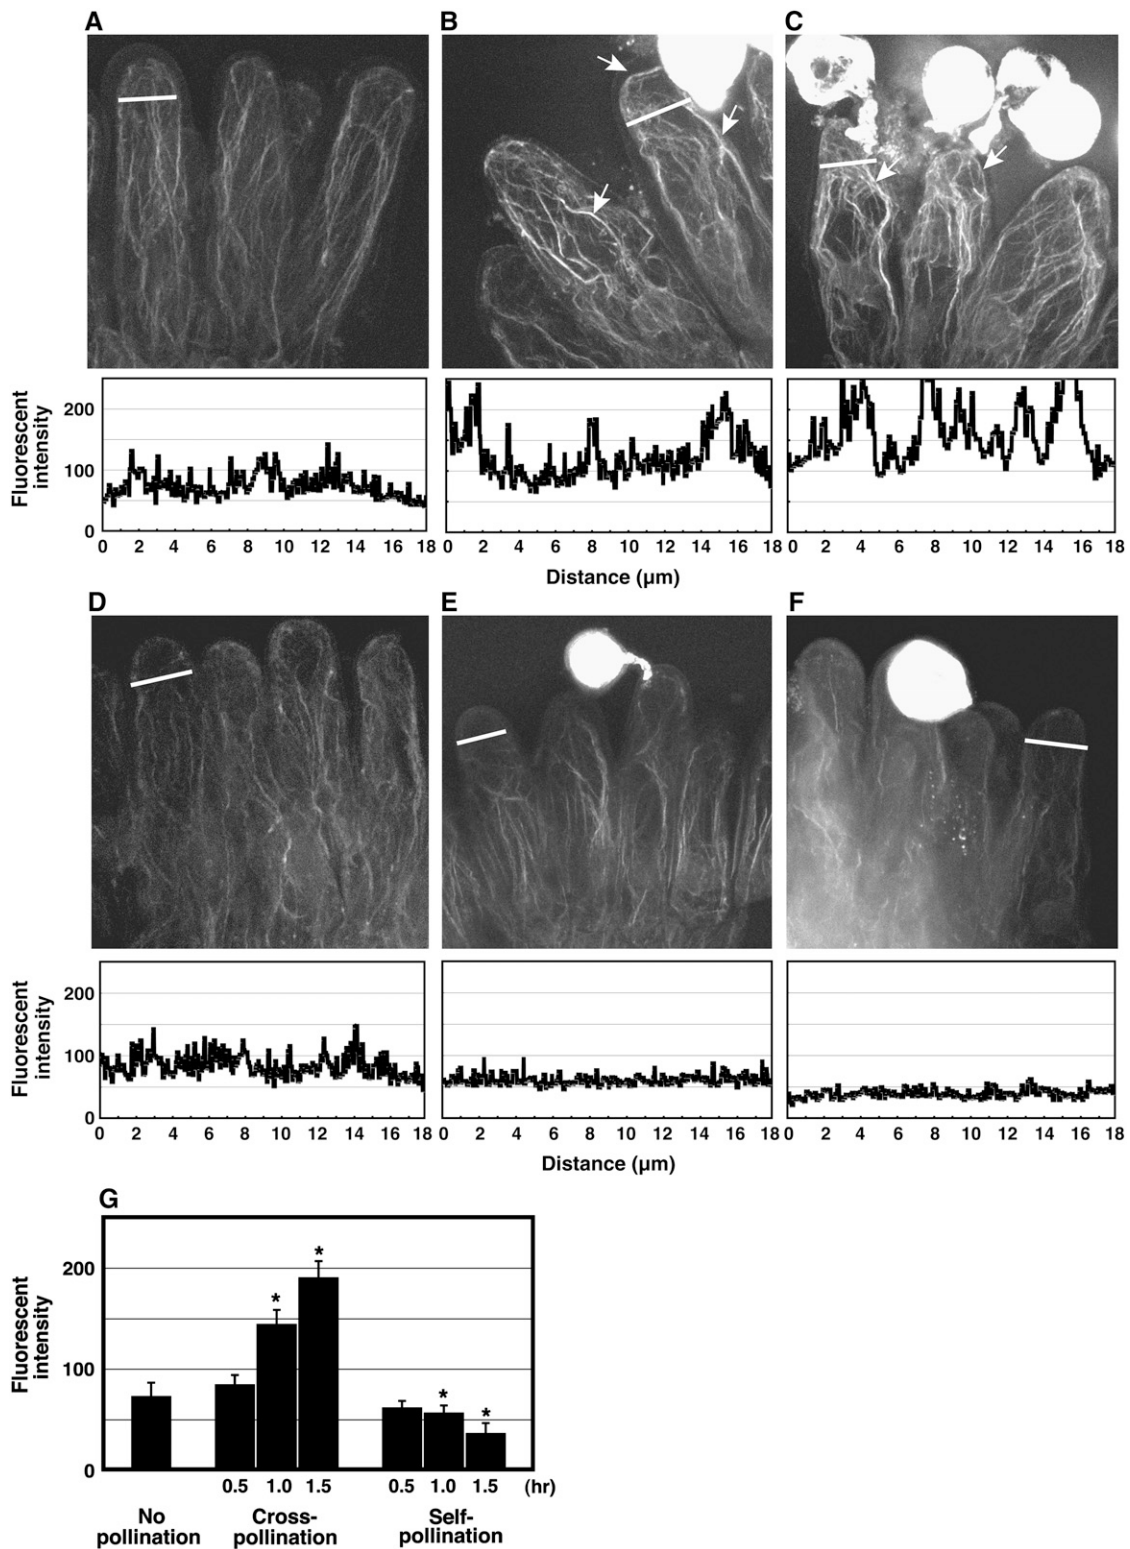 A
B
C
Fluorescent
intensity
200
100
0
0 2 4 6 8 10 12 14 16 18
0 2 4 6 8 10 12 14 16 18
0 2 4 6 8 10 12 14 16 18
Distance (µm)
D
E
F
Fluorescent
intensity
200
100
0
0 2 4 6 8 10 12 14 16 18
0 2 4 6 8 10 12 14 16 18
0 2 4 6 8 10 12 14 16 18
Distance (µm)
G
Fluorescent
intensity
200
100
0
* * * *
0.5 1.0 1.5 0.5 1.0 1.5 (hr)
No
pollination
Cross-
pollination
Self-
pollination